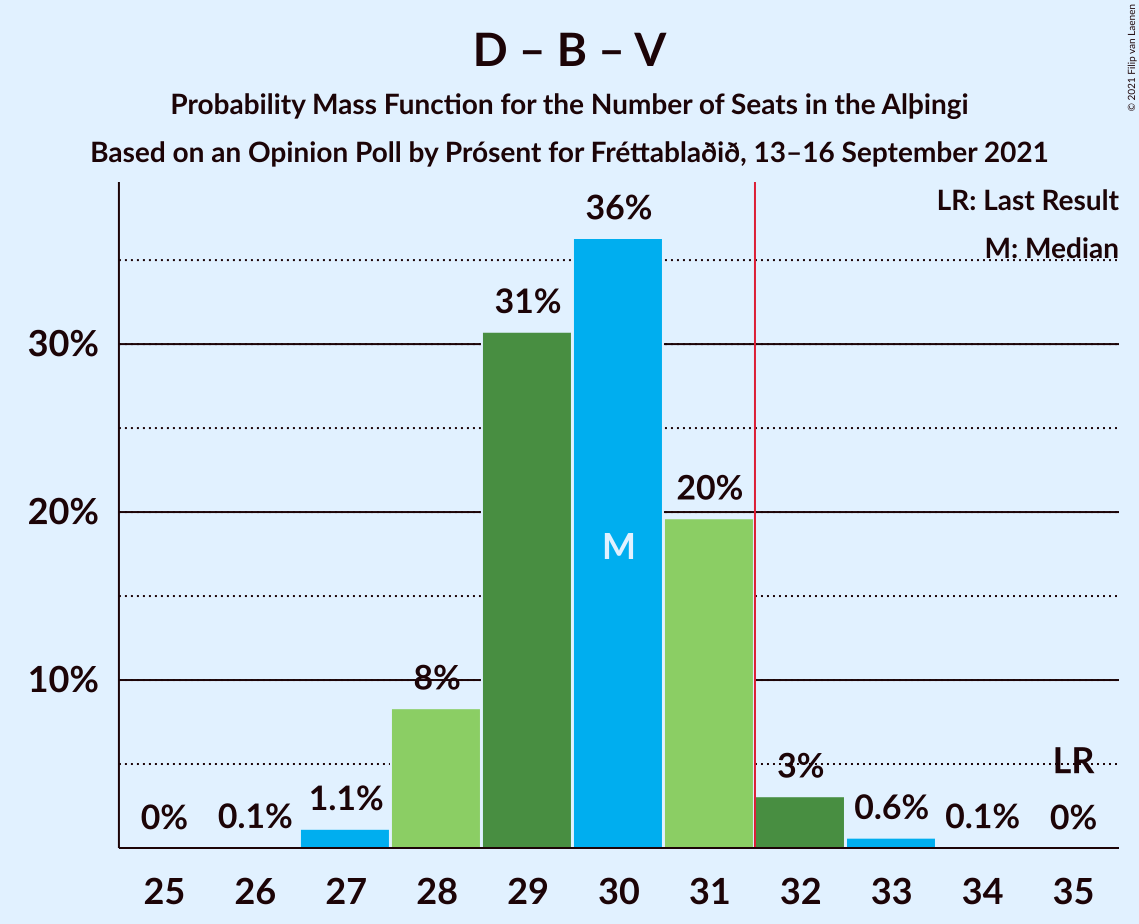 D – B – V
Probability Mass Function for the Number of Seats in the Alþingi
Based on an Opinion Poll by Prósent for Fréttablaðið, 13–16 September 2021
© 2021 Filip van Laenen
LR: Last Result
M: Median
36%
31%
30%
20%
20%
M
10%
8%
3%
LR
0%
0.1%
1.1%
0.6%
0.1%
0%
25 26 27 28 29 30 31 32 33 34 35